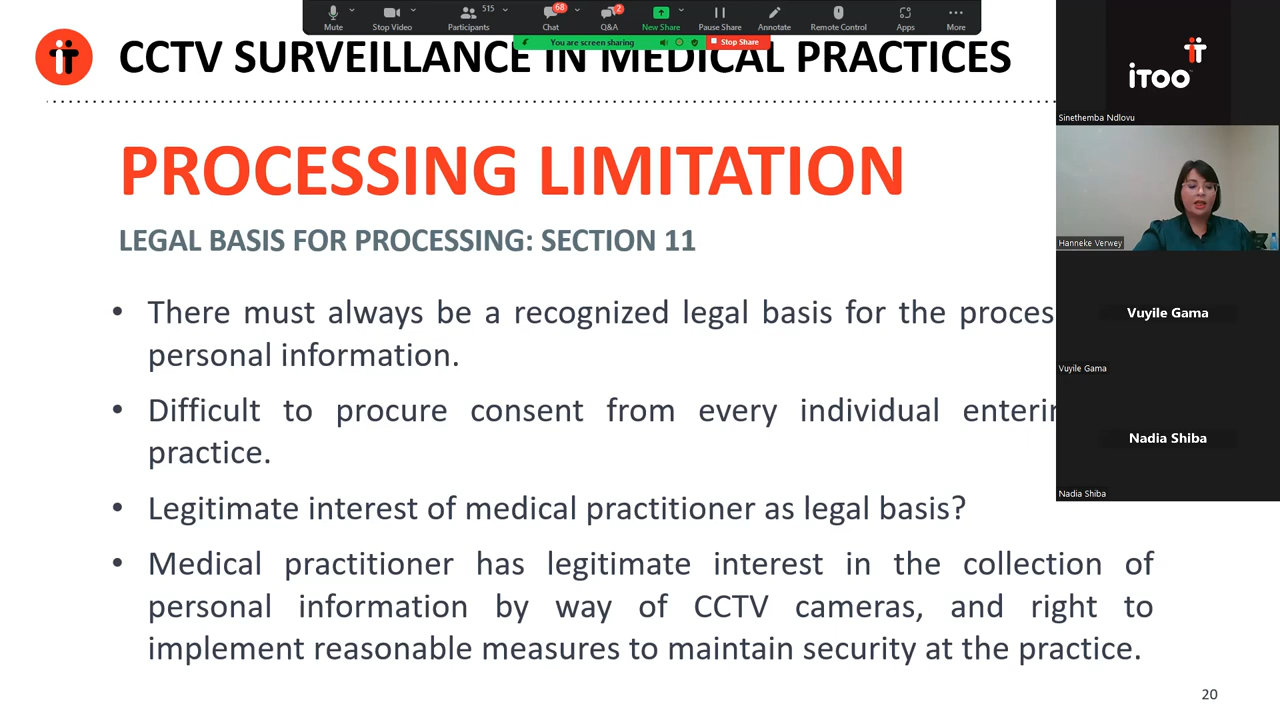 Mute
Stop Video
515
Participants
68
Chat
2
Q&A
New Share
Pause Share
Annotate
Remote Control
Apps
More
You are screen sharing
Stop Share
CCTV SURVEILLANCE IN MEDICAL PRACTICES
PROCESSING LIMITATION
LEGAL BASIS FOR PROCESSING: SECTION 11
• There must always be a recognized legal basis for the
personal information.
• Difficult to procure consent from every individual
practice.
• Legitimate interest of medical practitioner as legal basis?
• Medical practitioner has legitimate interest in the collection of
personal information by way of CCTV cameras, and right to
implement reasonable measures to maintain security at the practice.
20
iTOO
Sinethemba Ndlovu
Hanneke Verwey
Vuyile Gama
Vuyile Gama
Nadia Shiba
Nadia Shiba